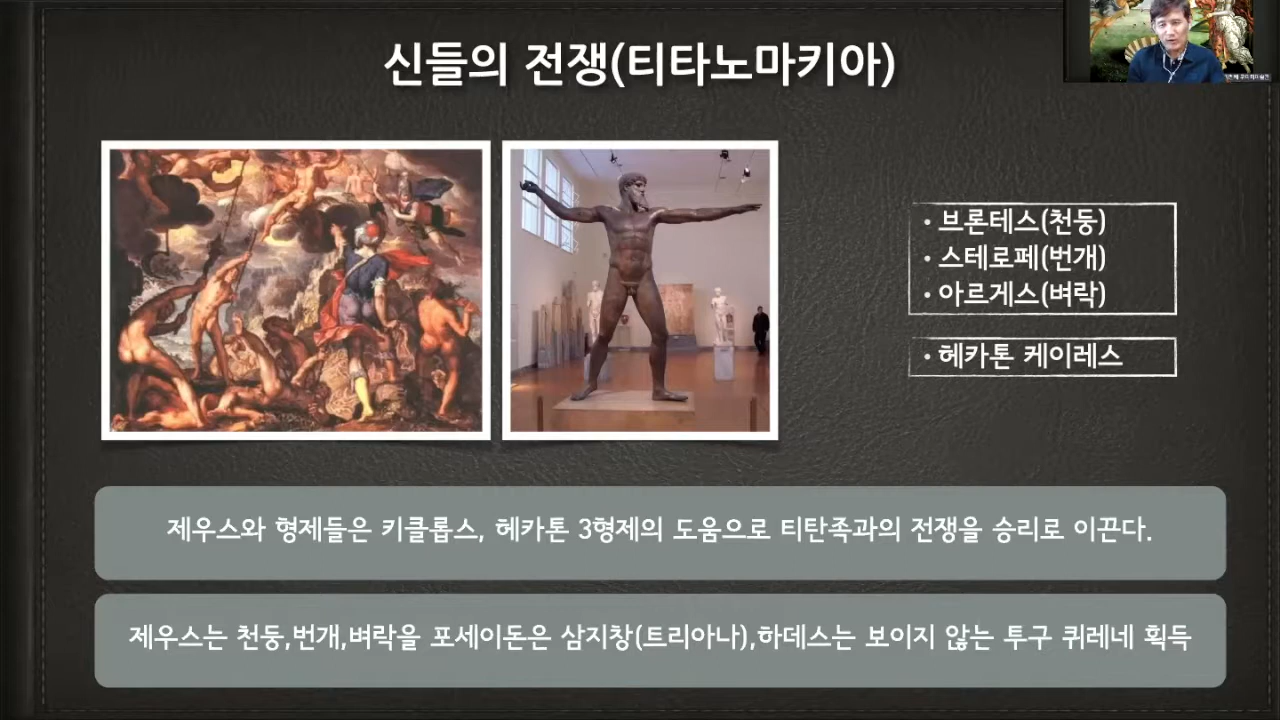 신들의 전쟁(티타노마키아)
• 브론테스(천둥)
• 스테로페(번개)
• 아르게스(벼락)
• 헤카톤 케이레스
제우스와 형제들은 키클롭스, 헤카톤 3형제의 도움으로 티탄족과의 전쟁을 승리로 이끈다.
제우스는 천둥,번개,벼락을 포세이돈은 삼지창(트리아나),하데스는 보이지 않는 투구 퀴레네 획득